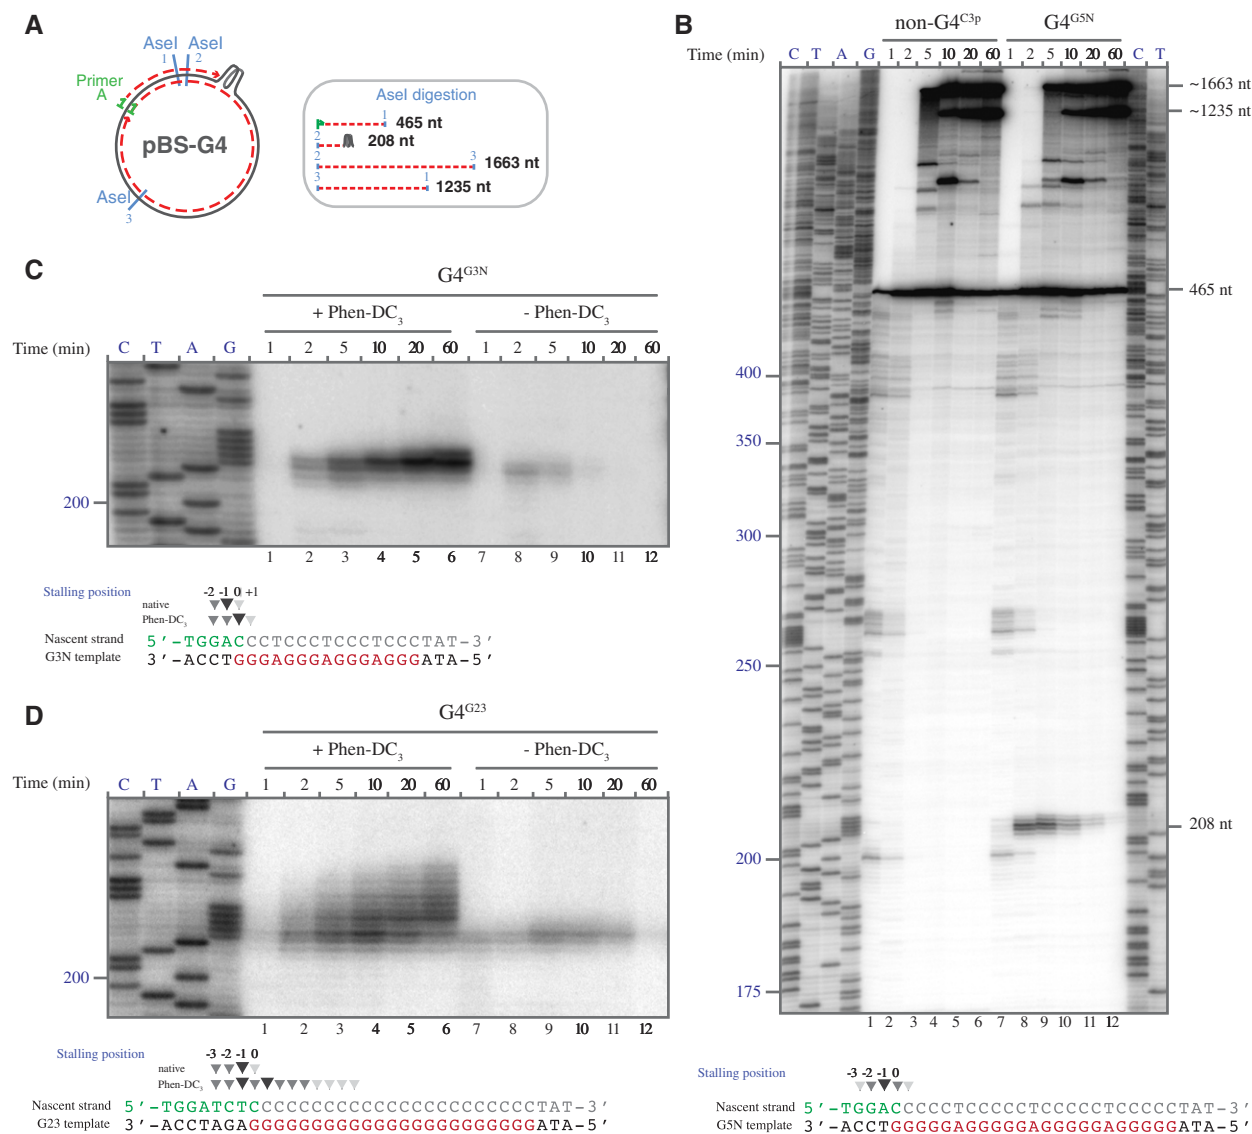 A
AseI AseI
1 2
Primer
A
pBS-G4
AseI
3
AseI digestion
1
465 nt
2
208 nt
2 3
1663 nt
3 1
1235 nt
B
non-G4C3p G4G5N
Time (min) C T A G 1 2 5 10 20 60 1 2 5 10 20 60 C T
~1663 nt
~1235 nt
465 nt
400
350
300
250
208 nt
200
175
1 2 3 4 5 6 7 8 9 10 11 12
Stalling position -3 -2 -1 0
Nascent strand 5′-TGGACCCCCTCCCCCTCCCCCTCCCCCTAT-3′
G5N template 3′-ACCTGGGGGAGGGGGAGGGGGAGGGGGATA-5′
C
G4G3N
+ Phen-DC3 - Phen-DC3
Time (min) C T A G 1 2 5 10 20 60 1 2 5 10 20 60
200
1 2 3 4 5 6 7 8 9 10 11 12
Stalling position -2 -1 0 +1
native
Phen-DC3
Nascent strand 5′-TGGACCCTCCCTCCCTCCCTAT-3′
G3N template 3′-ACCTGGGAGGGAGGGAGGGATA-5′
D
G4G23
+ Phen-DC3 - Phen-DC3
Time (min) C T A G 1 2 5 10 20 60 1 2 5 10 20 60
200
1 2 3 4 5 6 7 8 9 10 11 12
Stalling position -3 -2 -1 0
native
Phen-DC3
Nascent strand 5′-TGGATCTCCCCCCCCCCCCCCCCCCCCCCTAT-3′
G23 template 3′-ACCTAGAGGGGGGGGGGGGGGGGGGGGGGATA-5′